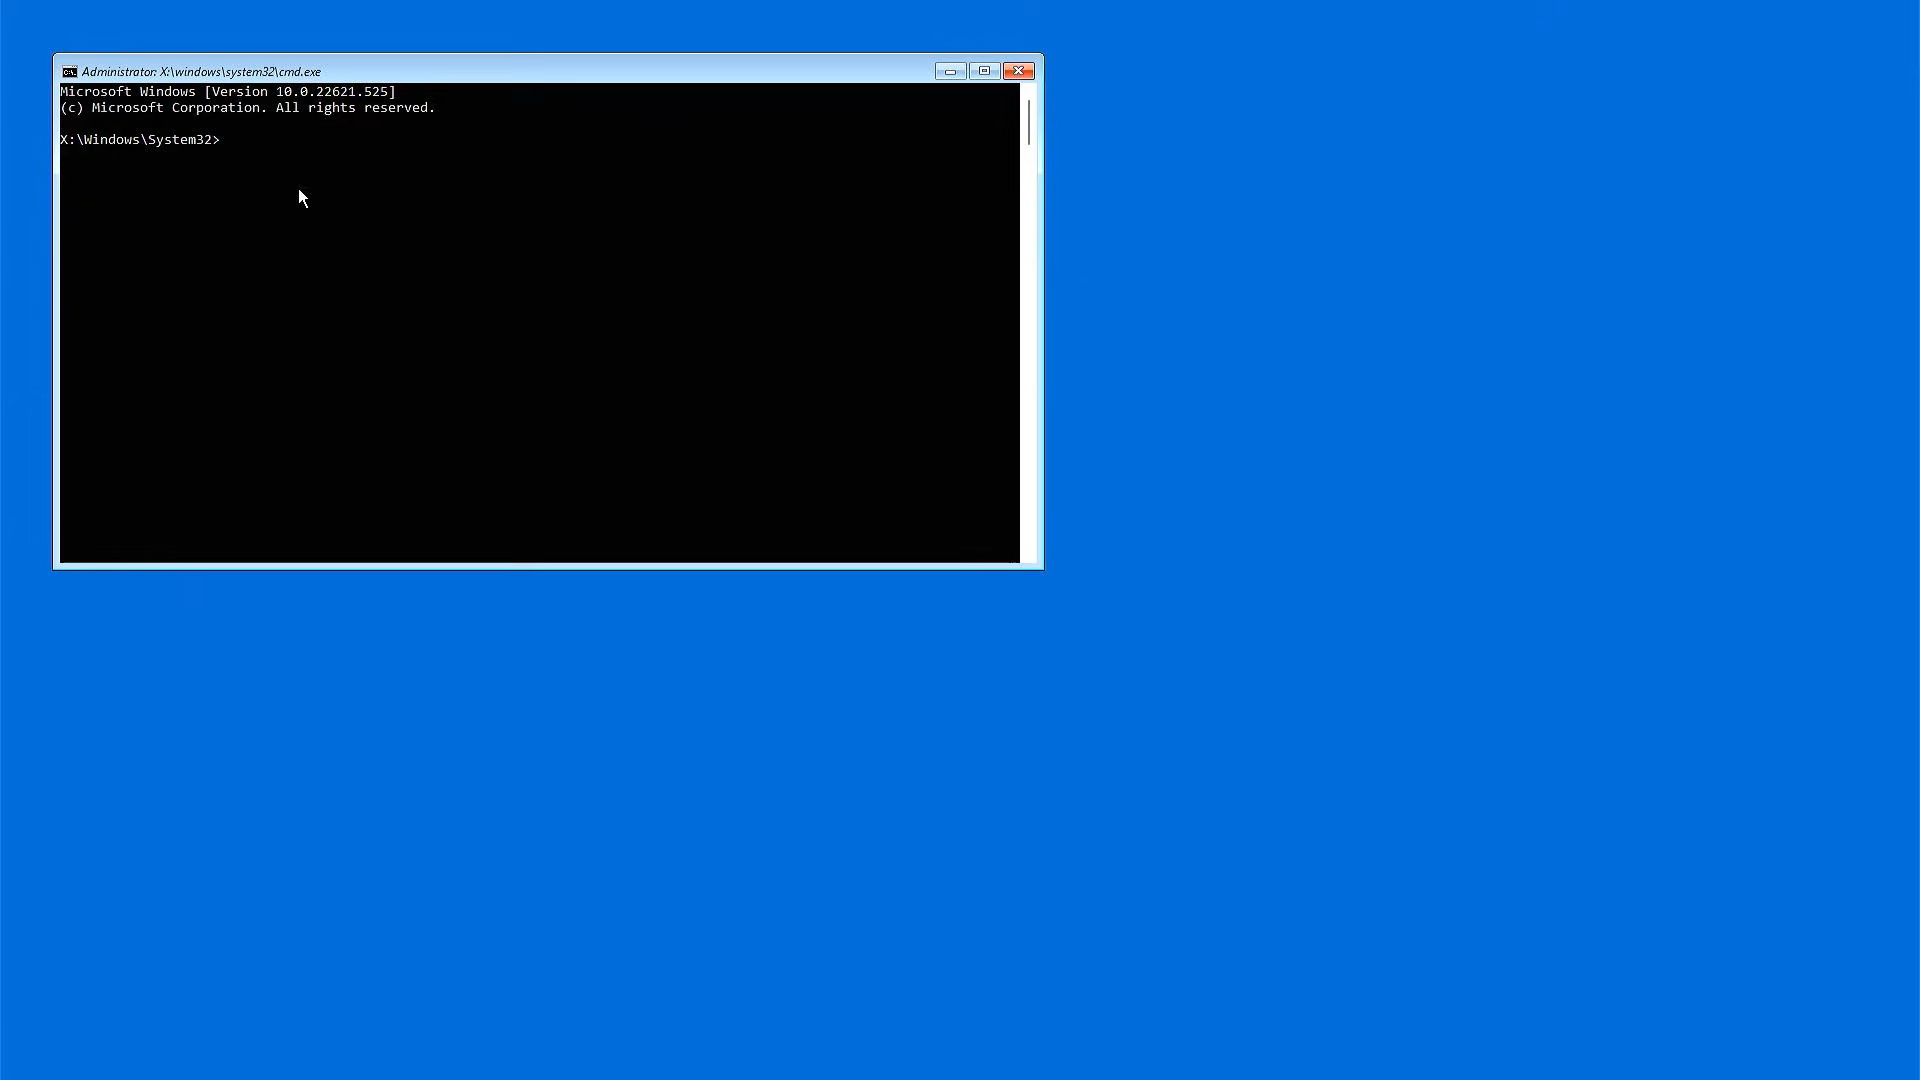 Administrator: X:\windows\system32\cmd.exe
Microsoft Windows [Version 10.0.22621.525]
(c) Microsoft Corporation. All rights reserved.
X:\Windows\System32>